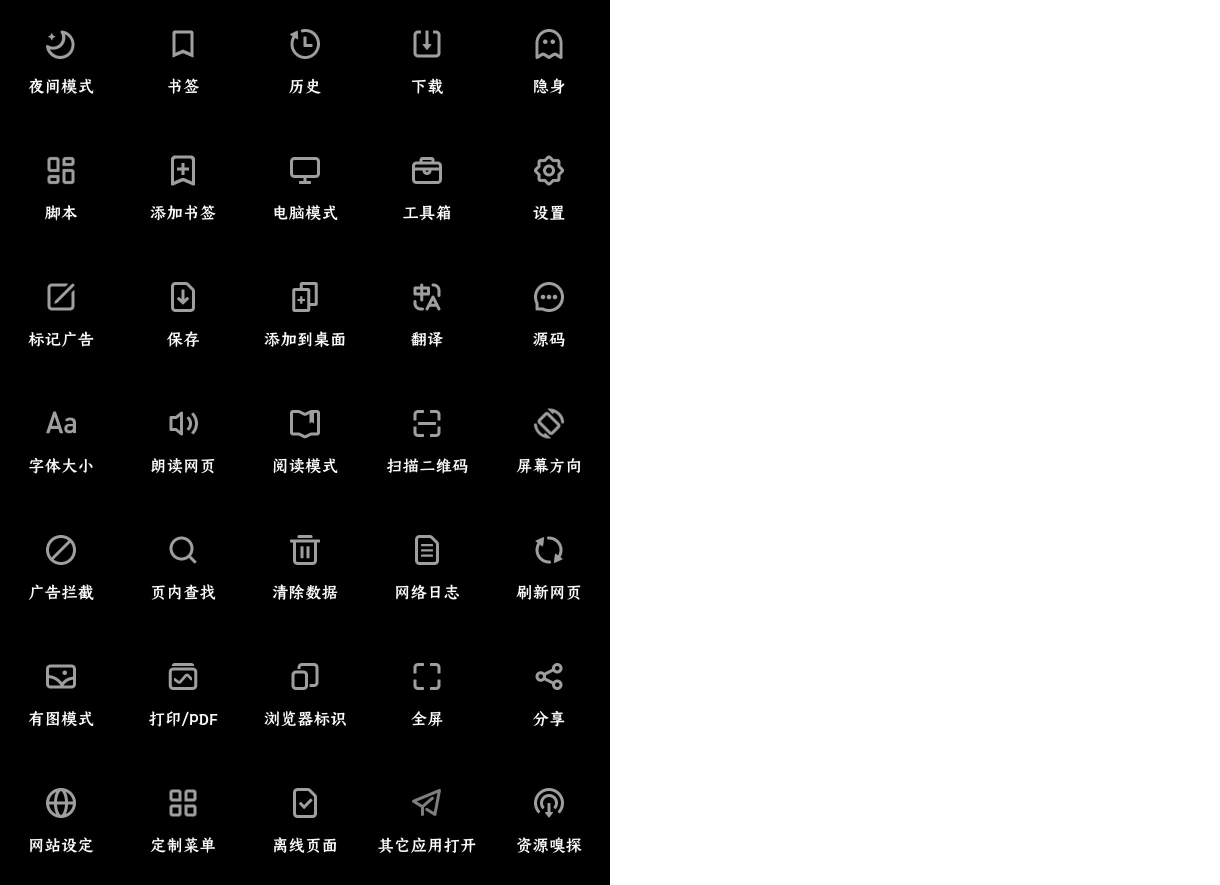 夜间模式 书签 历史 下载 隐身
脚本 添加书签 电脑模式 工具箱 设置
标记广告 保存 添加到桌面 翻译 源码
Aa
字体大小 朗读网页 阅读模式 扫描二维码 屏幕方向
广告拦截 页内查找 清除数据 网络日志 刷新网页
有图模式 打印/PDF 浏览器标识 全屏 分享
网站设定 定制菜单 离线页面 其它应用打开 资源嗅探